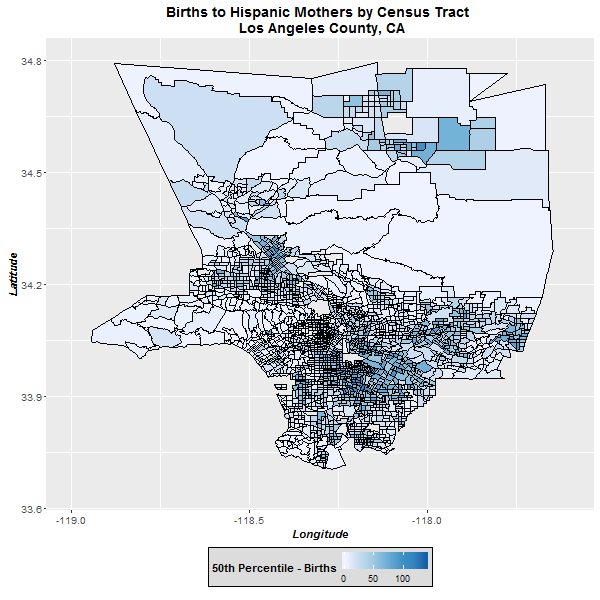 Births to Hispanic Mothers by Census Tract
Los Angeles County, CA
34.8
34.5
34.2
33.9
33.6
Latitude
-119.0
-118.5
-118.0
Longitude
50th Percentile - Births
0
50
100